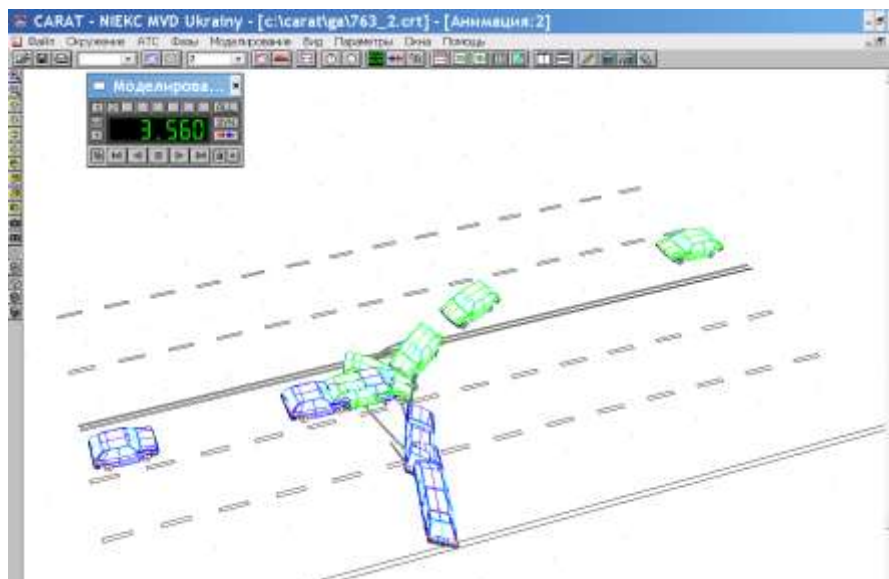 CARAT - NIEKC MVD Ukrainy - [c:\carat\ga\763_2.crt] - [Анимация:2]
Файл Окружение АТС Фазы Моделирование Вид Параметры Окна Помощь
2
Моделирова...
3.560